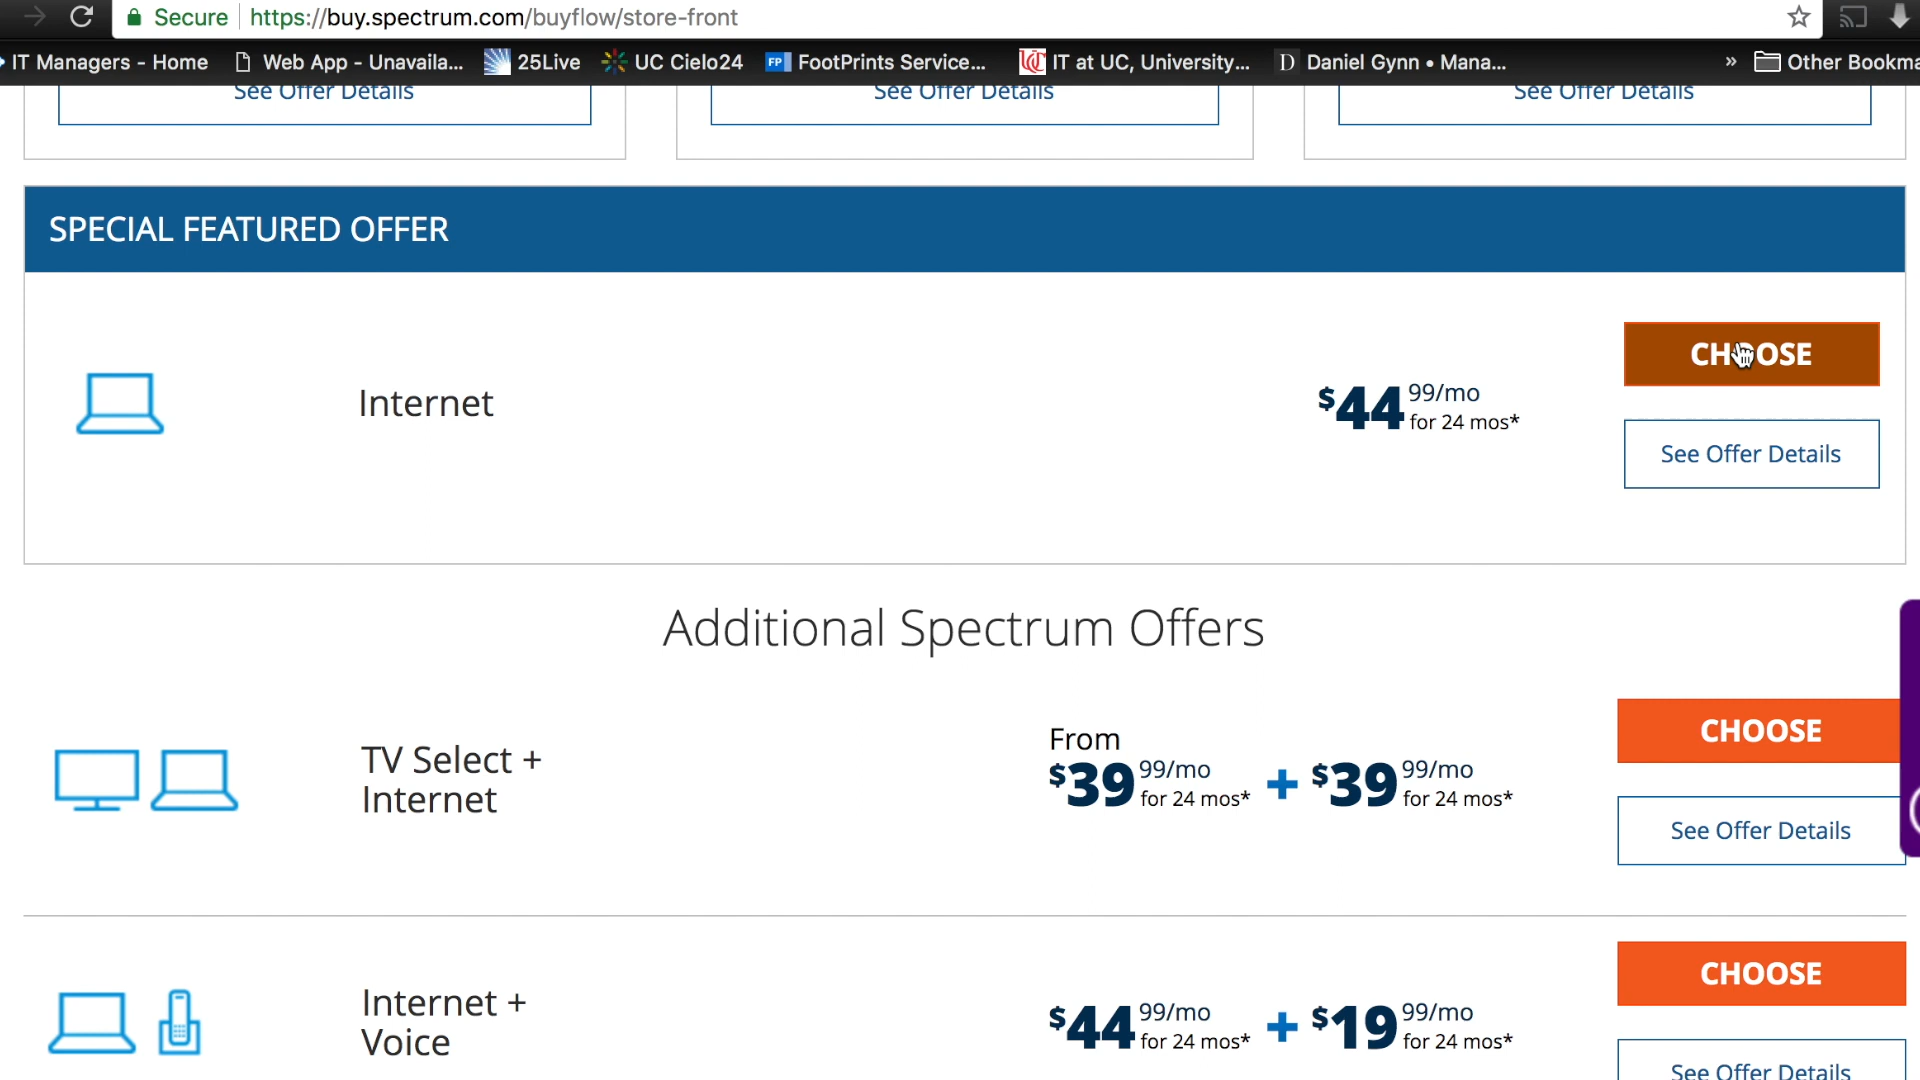 Secure https://buy.spectrum.com/buyflow/store-front
IT Managers - Home Web App - Unavaila... 25Live UC Cielo24 FP FootPrints Service... UC IT at UC, University... D Daniel Gynn • Mana... » Other Bookma
See Offer Details See Offer Details See Offer Details
SPECIAL FEATURED OFFER
Internet
$44 99/mo
for 24 mos*
CHOOSE
See Offer Details
Additional Spectrum Offers
TV Select +
Internet
From
$39 99/mo + $39 99/mo
for 24 mos* for 24 mos*
CHOOSE
See Offer Details
Internet +
Voice
$44 99/mo + $19 99/mo
for 24 mos* for 24 mos*
CHOOSE
See Offer Details